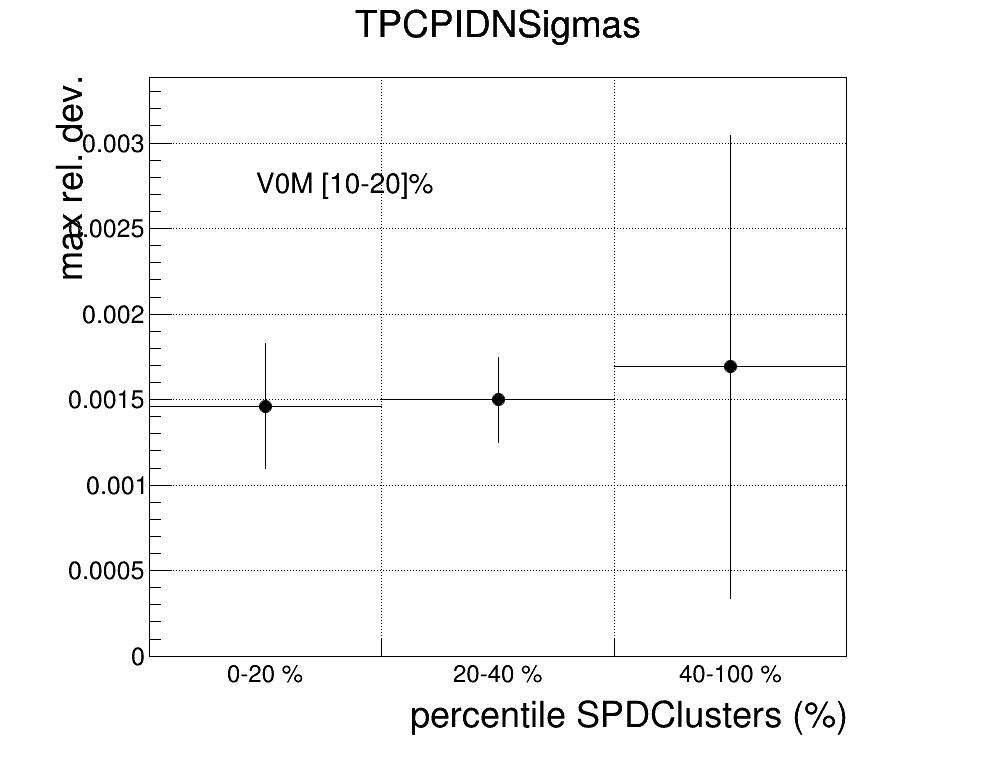 TPCPIDNSigmas
max rel. dev.
0.003
0.0025
0.002
0.0015
0.001
0.0005
0
V0M [10-20]%
0-20 %
20-40 %
40-100 %
percentile SPDClusters (%)